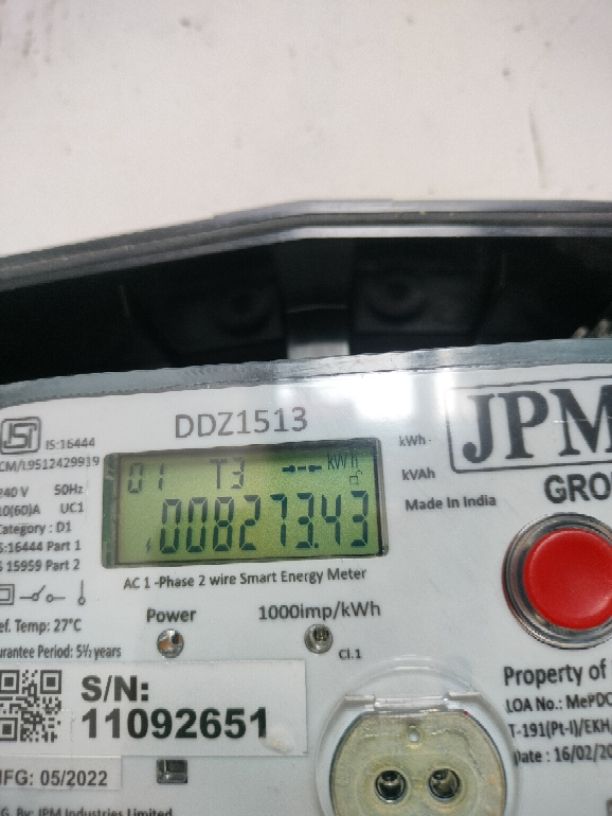 DDZ1513
IS:16444
CM/L9512429919
240 V 50Hz
10(60)A UC1
Category : D1
IS:16444 Part 1
IS 15959 Part 2
Ref. Temp: 27°C
Guarantee Period: 5½ years
01 T3 kWh
008273.43
AC 1 -Phase 2 wire Smart Energy Meter
Power
1000imp/kWh
Cl.1
kWh
kVAh
Made in India
JPM
GRO
S/N:
11092651
MFG: 05/2022
G. By: JPM Industries Limited
Property of
LOA No.: MePDC
T-191(Pt-I)/EKH/
Date : 16/02/20